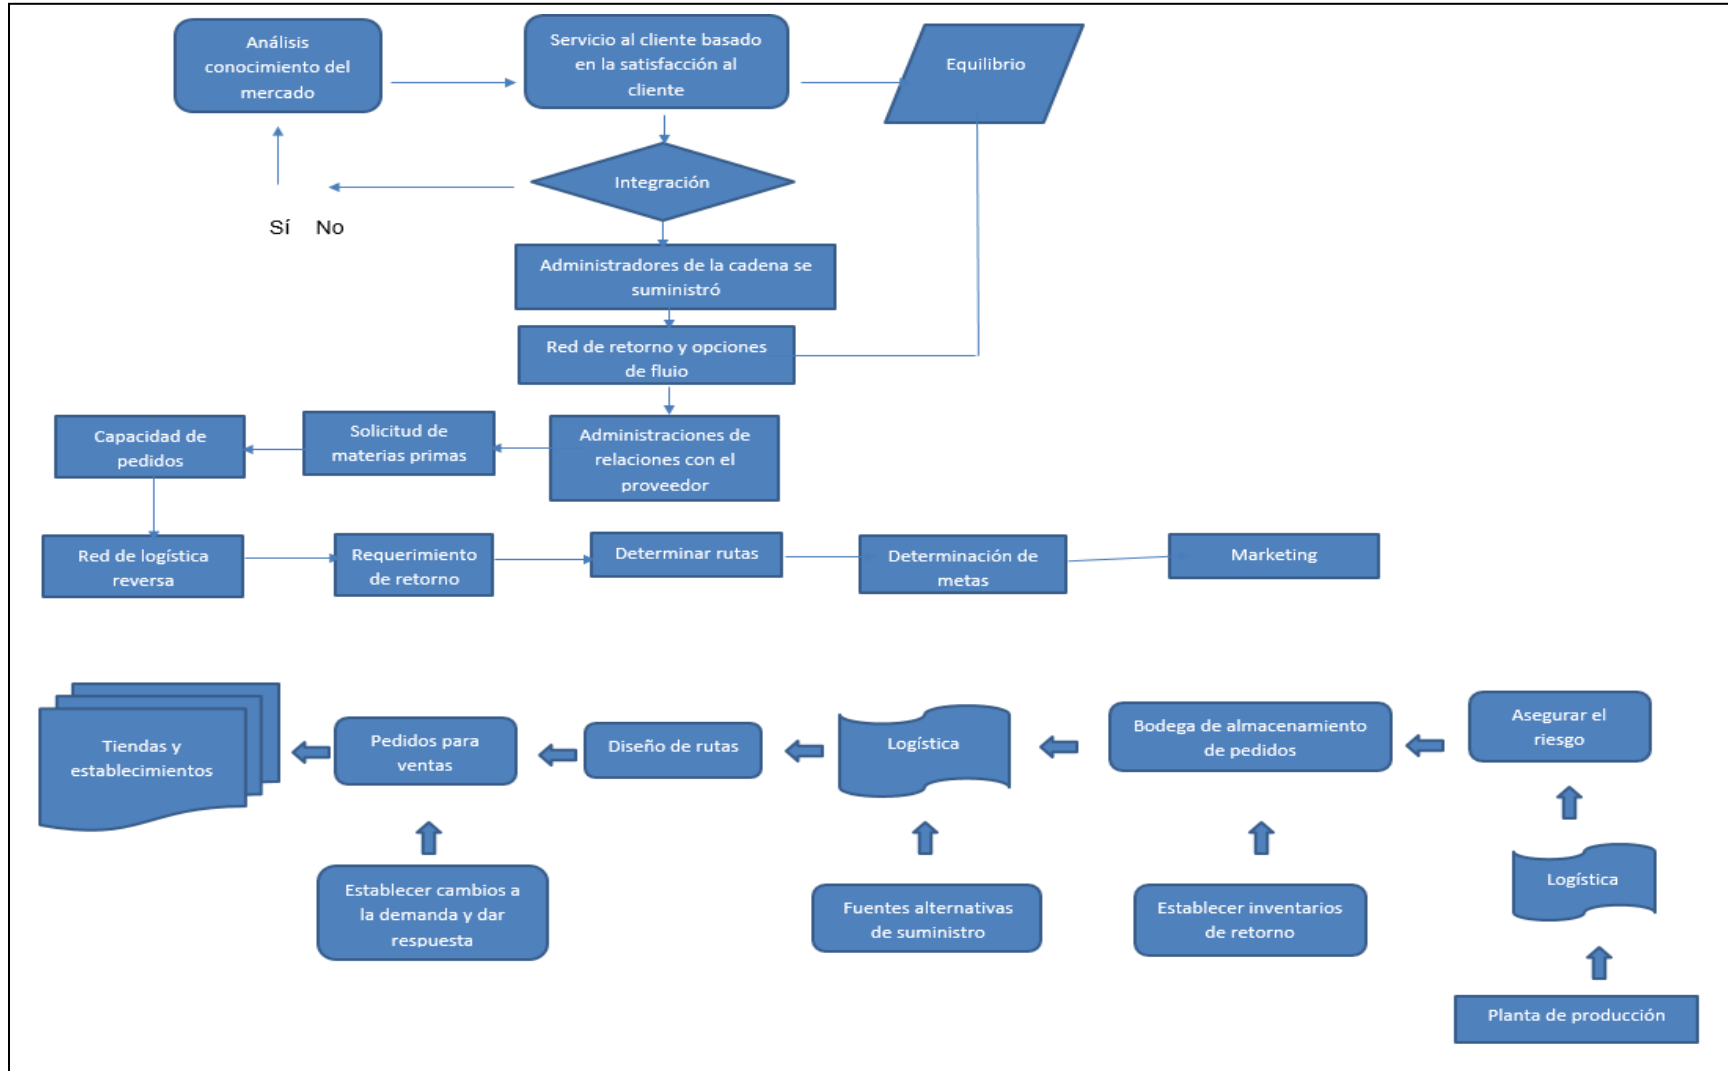 Análisis
conocimiento del
mercado
Servicio al cliente basado
en la satisfacción al
cliente
Equilibrio
Integración
Sí No
Administradores de la cadena se
suministró
Red de retorno y opciones
de fluio
Administraciones de
relaciones con el
proveedor
Solicitud de
materias primas
Capacidad de
pedidos
Red de logística
reversa
Requerimiento
de retorno
Determinar rutas
Determinación de
metas
Marketing
Tiendas y
establecimientos
Pedidos para
ventas
Diseño de rutas
Logística
Bodega de almacenamiento
de pedidos
Asegurar el
riesgo
Establecer cambios a
la demanda y dar
respuesta
Fuentes alternativas
de suministro
Establecer inventarios
de retorno
Logística
Planta de producción